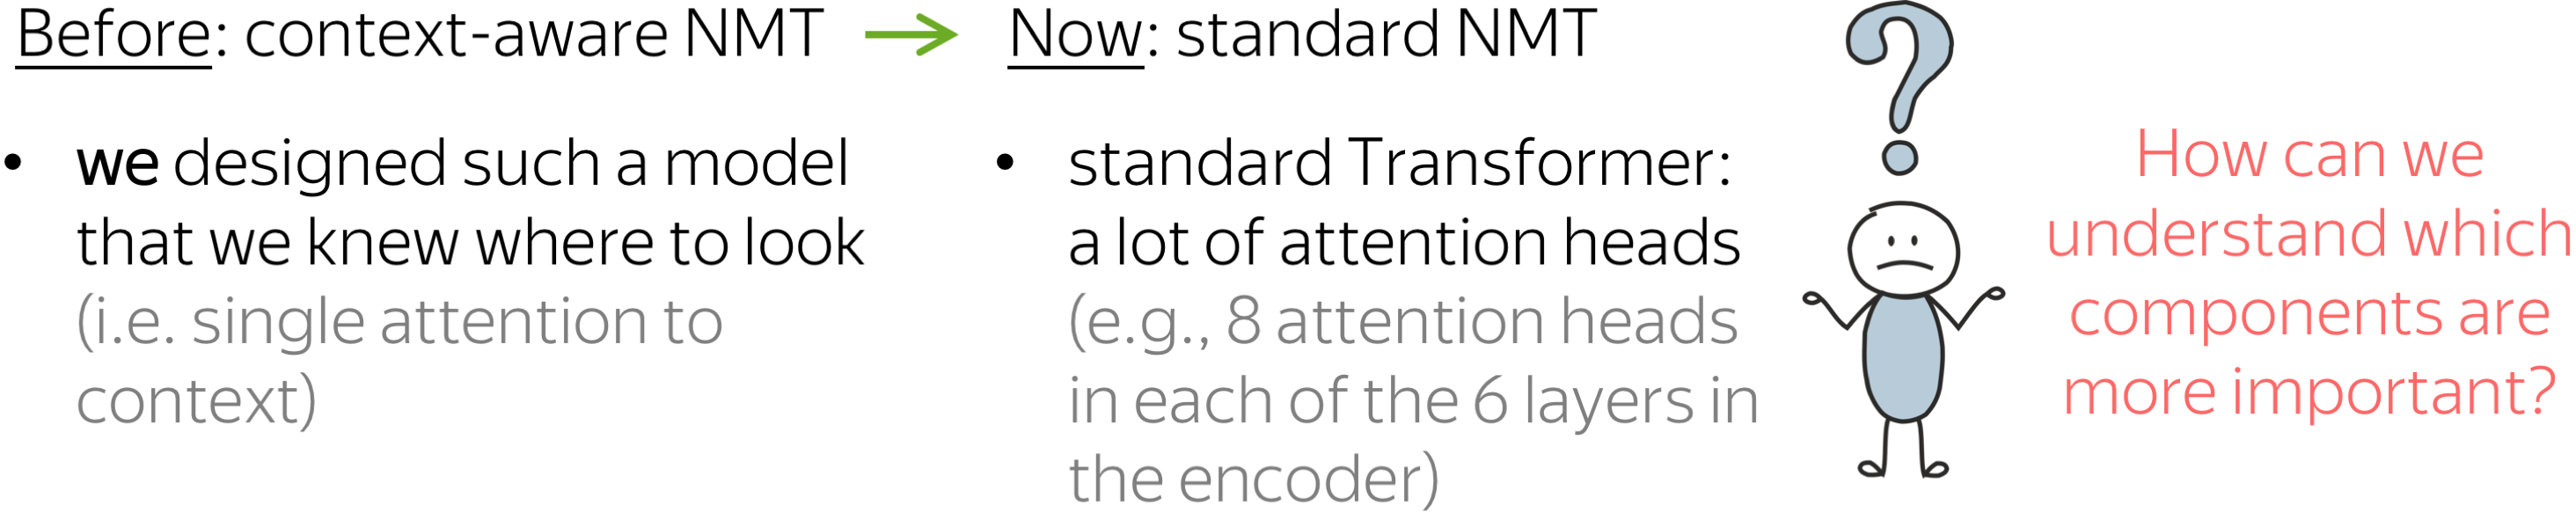 Before: context-aware NMT
• we designed such a model
that we knew where to look
(i.e. single attention to
context)
Now: standard NMT
• standard Transformer:
a lot of attention heads
(e.g., 8 attention heads
in each of the 6 layers in
the encoder)
?
How can we
understand which
components are
more important?